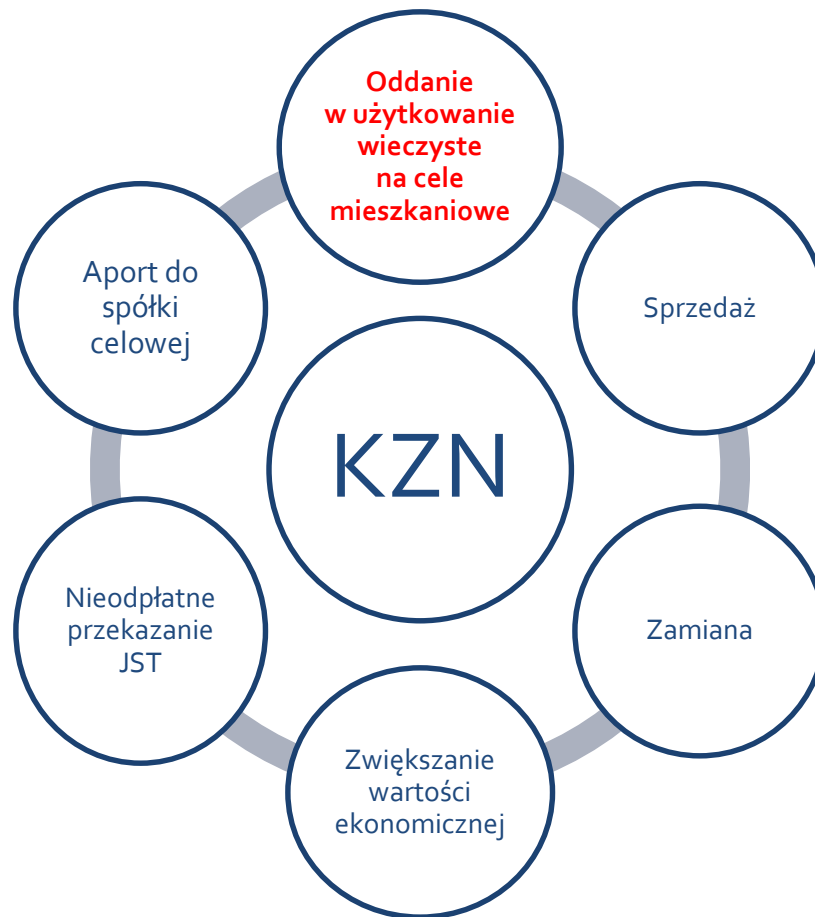 Oddanie
w użytkowanie
wieczyste
na cele
mieszkaniowe
Aport do
spółki
celowej
Sprzedaż
KZN
Nieodpłatne
przekazanie
JST
Zamiana
Zwiększanie
wartości
ekonomicznej